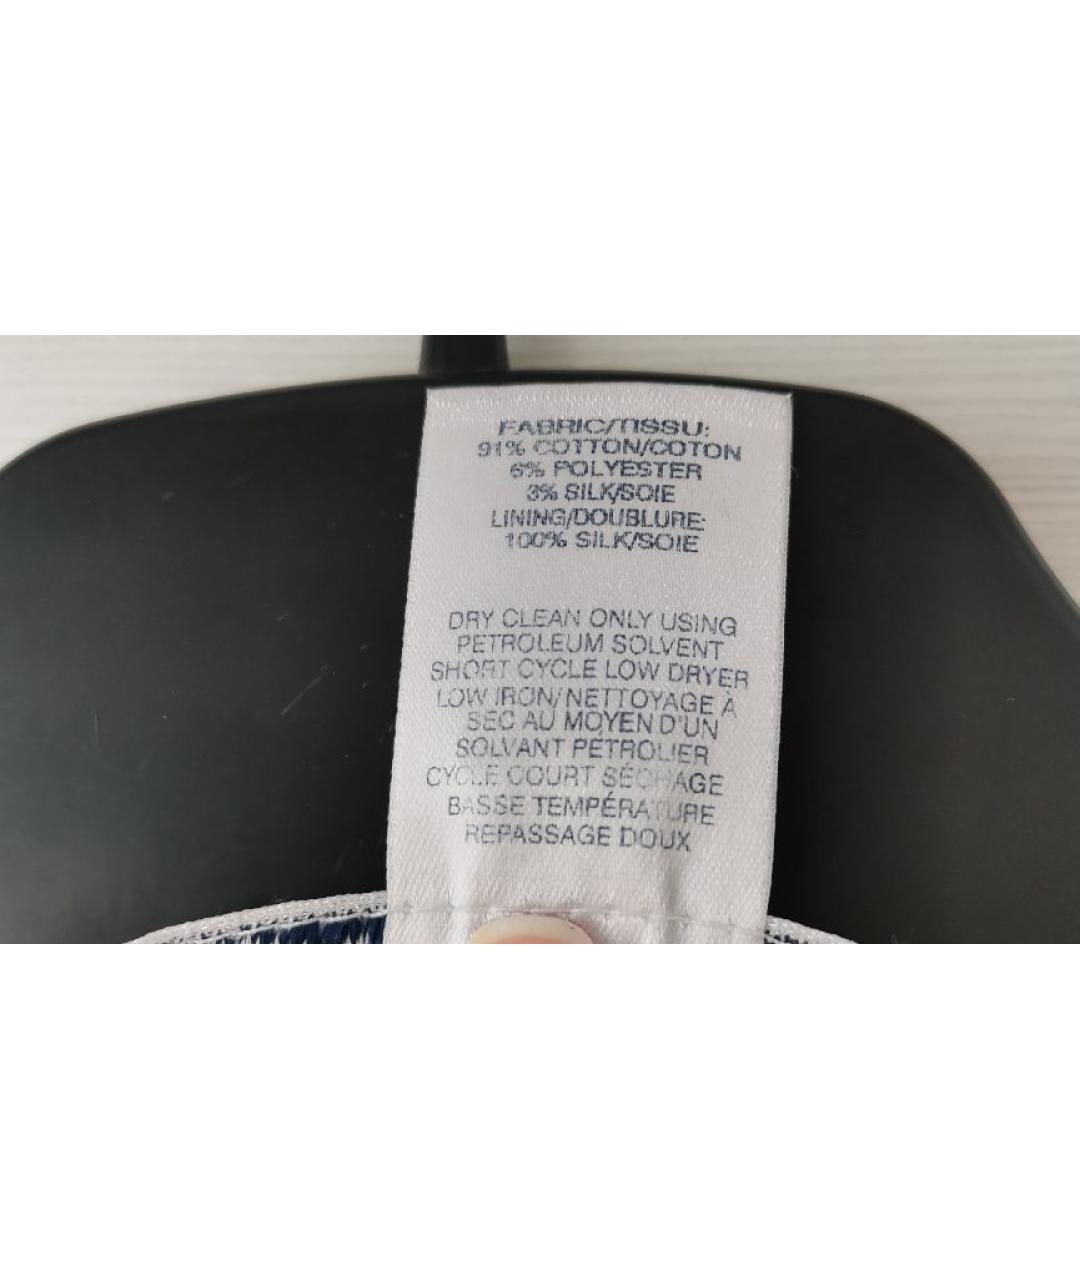 FABRIC/TISSU:
91% COTTON/COTON
6% POLYESTER
3% SILK/SOIE
LINING/DOUBLURE:
100% SILK/SOIE
DRY CLEAN ONLY USING
PETROLEUM SOLVENT
SHORT CYCLE LOW DRYER
LOW IRON/NETTOYAGE À
SEC AU MOYEN D'UN
SOLVANT PÉTROLIER
CYCLE COURT SÉCHAGE
BASSE TEMPÉRATURE
REPASSAGE DOUX